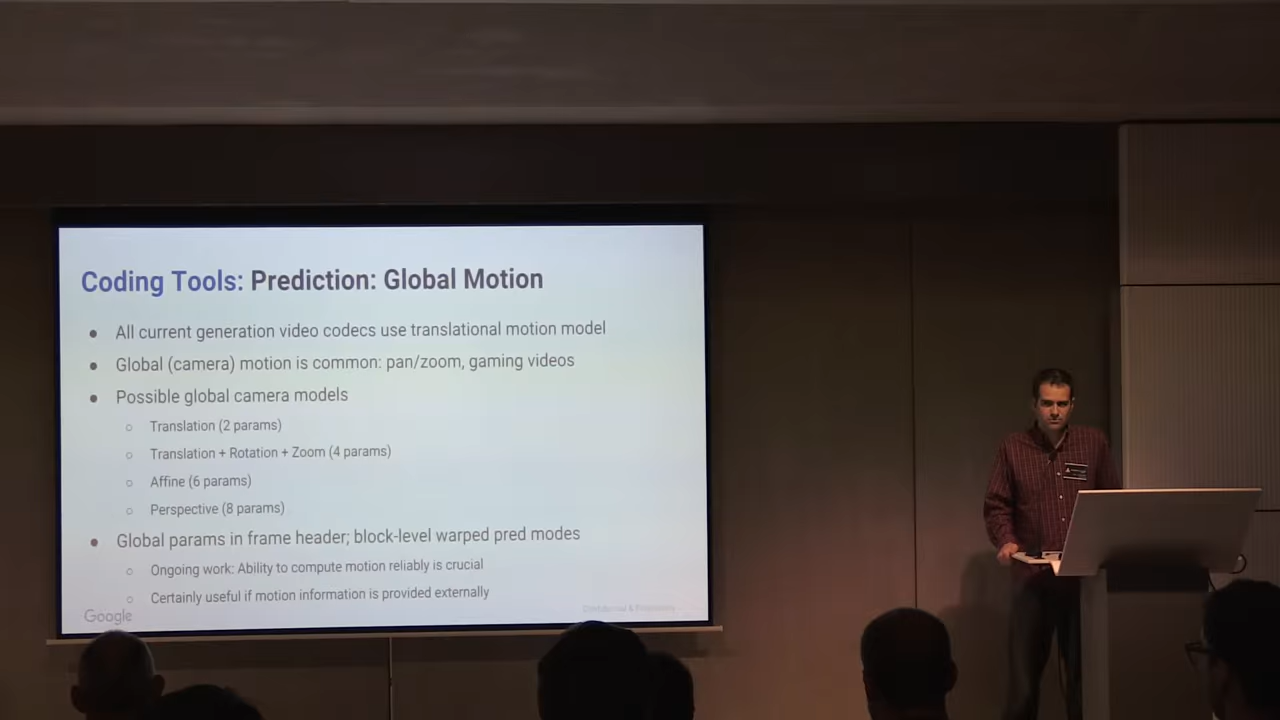 Coding Tools: Prediction: Global Motion
● All current generation video codecs use translational motion model
● Global (camera) motion is common: pan/zoom, gaming videos
● Possible global camera models
○ Translation (2 params)
○ Translation + Rotation + Zoom (4 params)
○ Affine (6 params)
○ Perspective (8 params)
● Global params in frame header; block-level warped pred modes
○ Ongoing work: Ability to compute motion reliably is crucial
○ Certainly useful if motion information is provided externally
Google
Confidential &